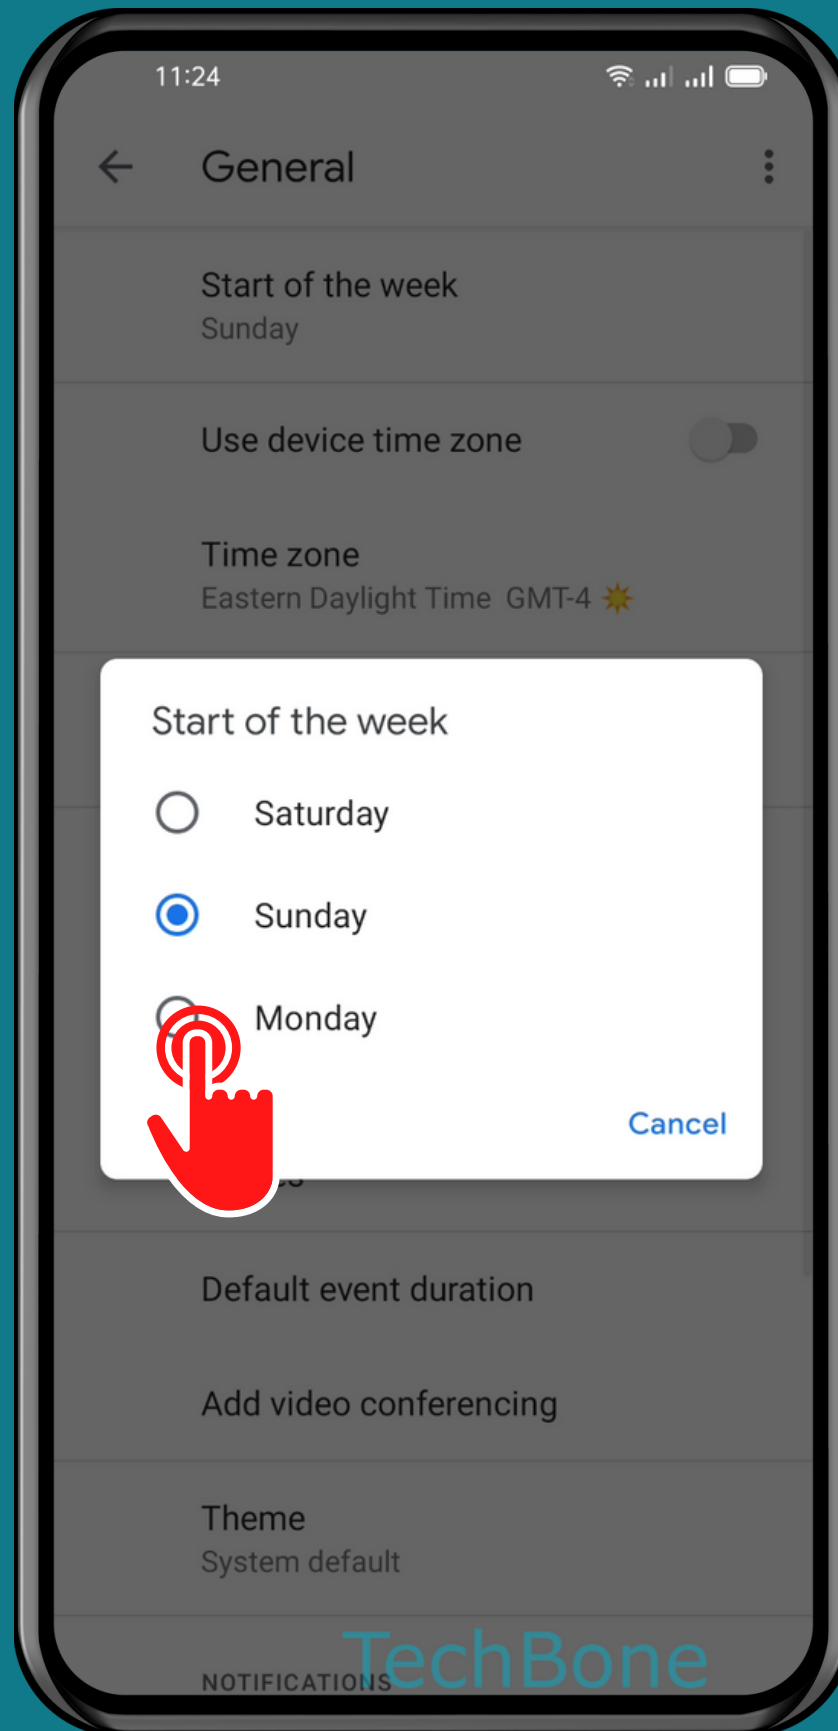 11:24
General
Start of the week
Sunday
Use device time zone
Time zone
Eastern Daylight Time GMT-4
Start of the week
Saturday
Sunday
Monday
Cancel
Default event duration
Add video conferencing
Theme
System default
NOTIFICATIONS
TechBone